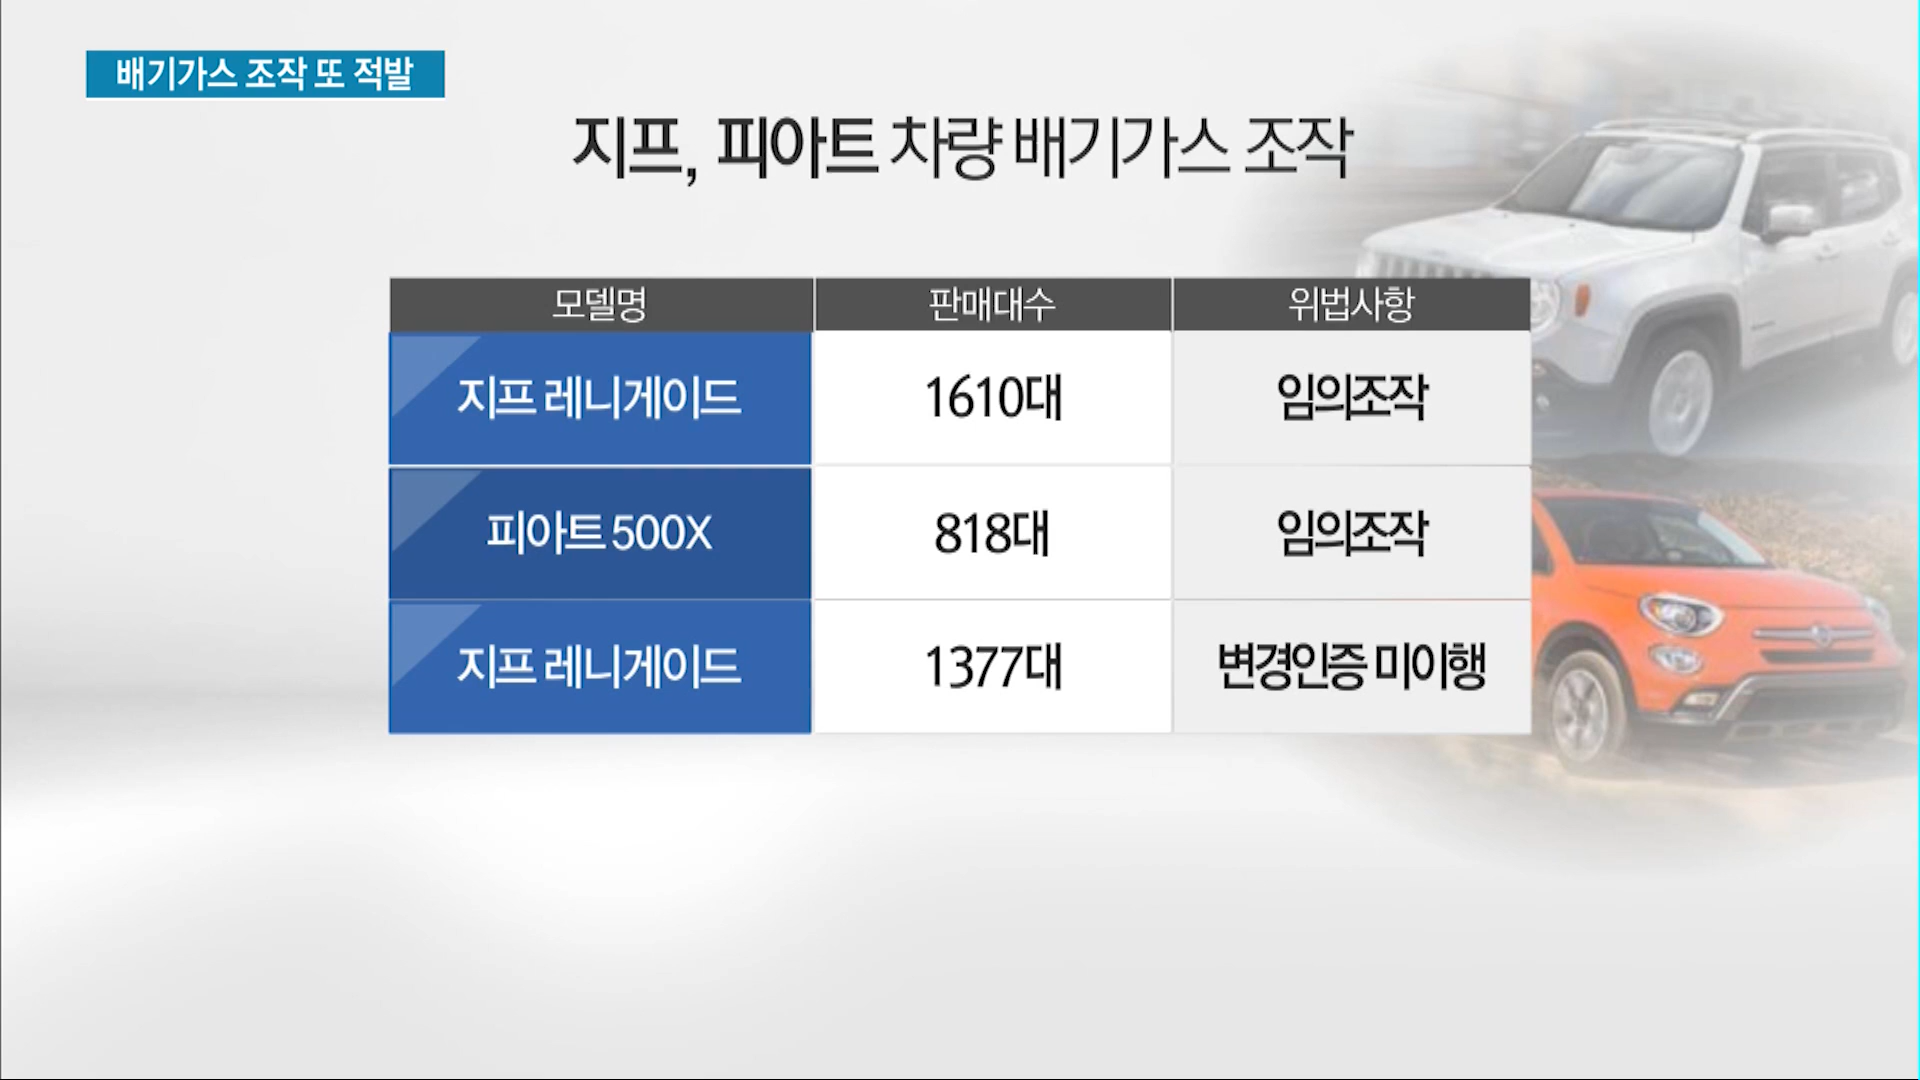 배기가스 조작 또 적발
지프, 피아트 차량 배기가스 조작
모델명 판매대수 위법사항
지프 레니게이드 1610대 임의조작
피아트 500X 818대 임의조작
지프 레니게이드 1377대 변경인증 미이행